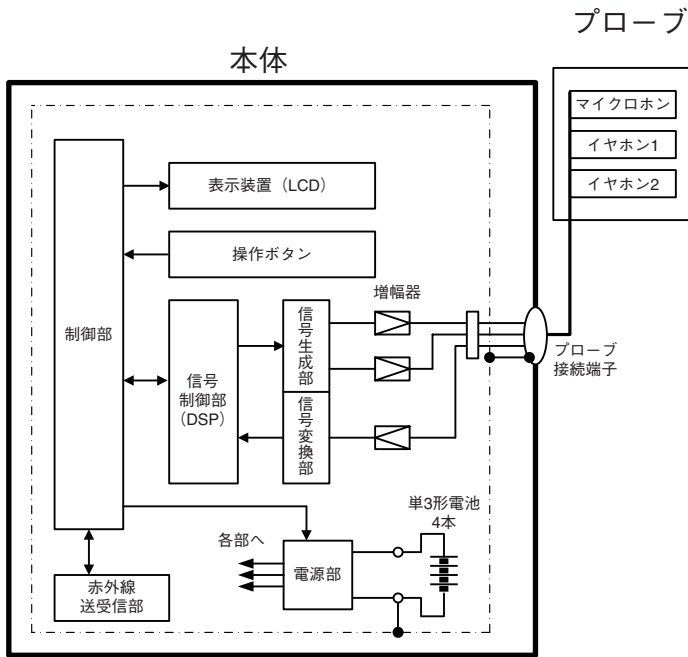 プローブ
本体
マイクロホン
イヤホン1
イヤホン2
表示装置（LCD）
操作ボタン
増幅器
制御部
信号
制御部
（DSP）
信号生成部
信号変換部
プローブ
接続端子
単3形電池
4本
各部へ
電源部
赤外線
送受信部